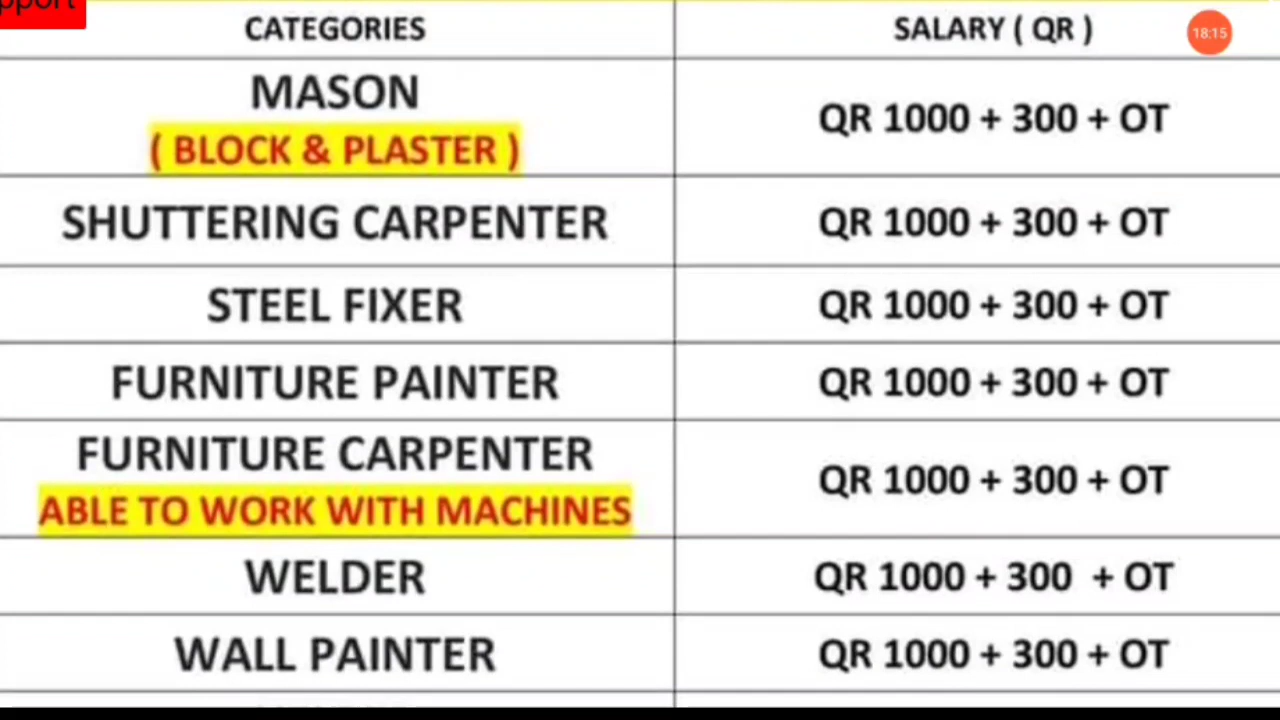 CATEGORIES SALARY ( QR )
18:15
MASON
( BLOCK & PLASTER )
QR 1000 + 300 + OT
SHUTTERING CARPENTER QR 1000 + 300 + OT
STEEL FIXER QR 1000 + 300 + OT
FURNITURE PAINTER QR 1000 + 300 + OT
FURNITURE CARPENTER
ABLE TO WORK WITH MACHINES
QR 1000 + 300 + OT
WELDER QR 1000 + 300 + OT
WALL PAINTER QR 1000 + 300 + OT